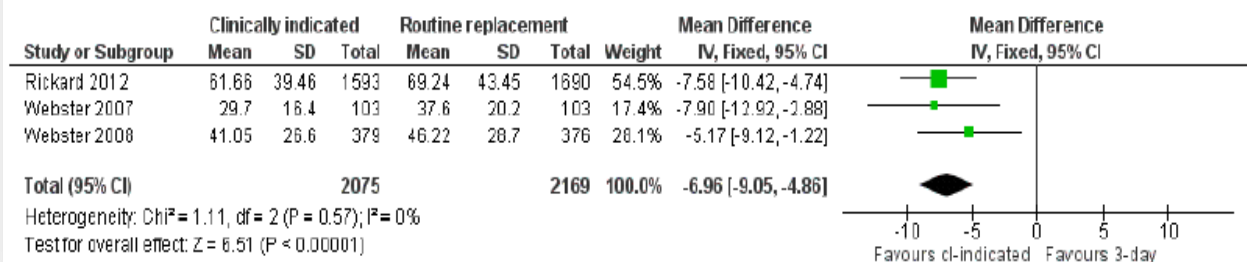 Clinically indicated Routine replacement Mean Difference Mean Difference
Study or Subgroup Mean SD Total Mean SD Total Weight IV, Fixed, 95% CI IV, Fixed, 95% CI
Rickard 2012 61.66 39.46 1593 69.24 43.45 1690 54.5% -7.58 [-10.42, -4.74]
Webster 2007 29.7 16.4 103 37.6 20.2 103 17.4% -7.90 [-12.92, -2.88]
Webster 2008 41.05 26.6 379 46.22 28.7 376 28.1% -5.17 [-9.12, -1.22]
Total (95% CI) 2075 2169 100.0% -6.96 [-9.05, -4.86]
Heterogeneity: Chi² = 1.11, df = 2 (P = 0.57); I² = 0%
Test for overall effect: Z = 6.51 (P < 0.00001)
-10 -5 0 5 10
Favours cl-indicated Favours 3-day